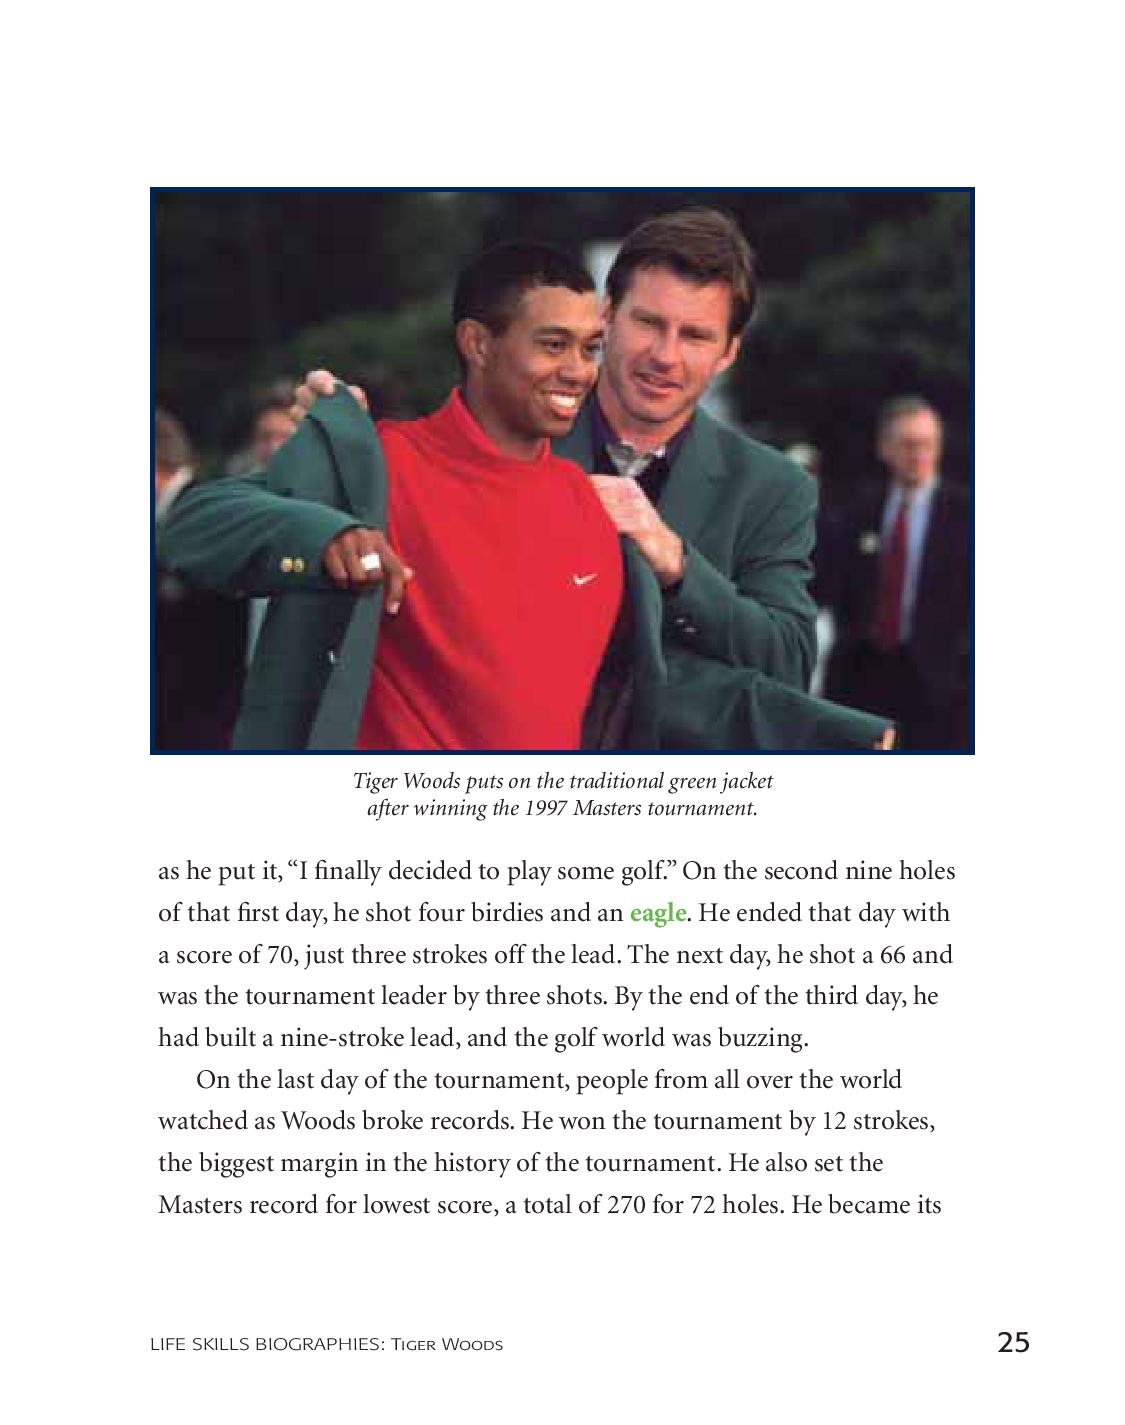 Tiger Woods puts on the traditional green jacket
after winning the 1997 Masters tournament.
as he put it, “I finally decided to play some golf.” On the second nine holes
of that first day, he shot four birdies and an eagle. He ended that day with
a score of 70, just three strokes off the lead. The next day, he shot a 66 and
was the tournament leader by three shots. By the end of the third day, he
had built a nine-stroke lead, and the golf world was buzzing.
On the last day of the tournament, people from all over the world
watched as Woods broke records. He won the tournament by 12 strokes,
the biggest margin in the history of the tournament. He also set the
Masters record for lowest score, a total of 270 for 72 holes. He became its
LIFE SKILLS BIOGRAPHIES: Tiger Woods
25